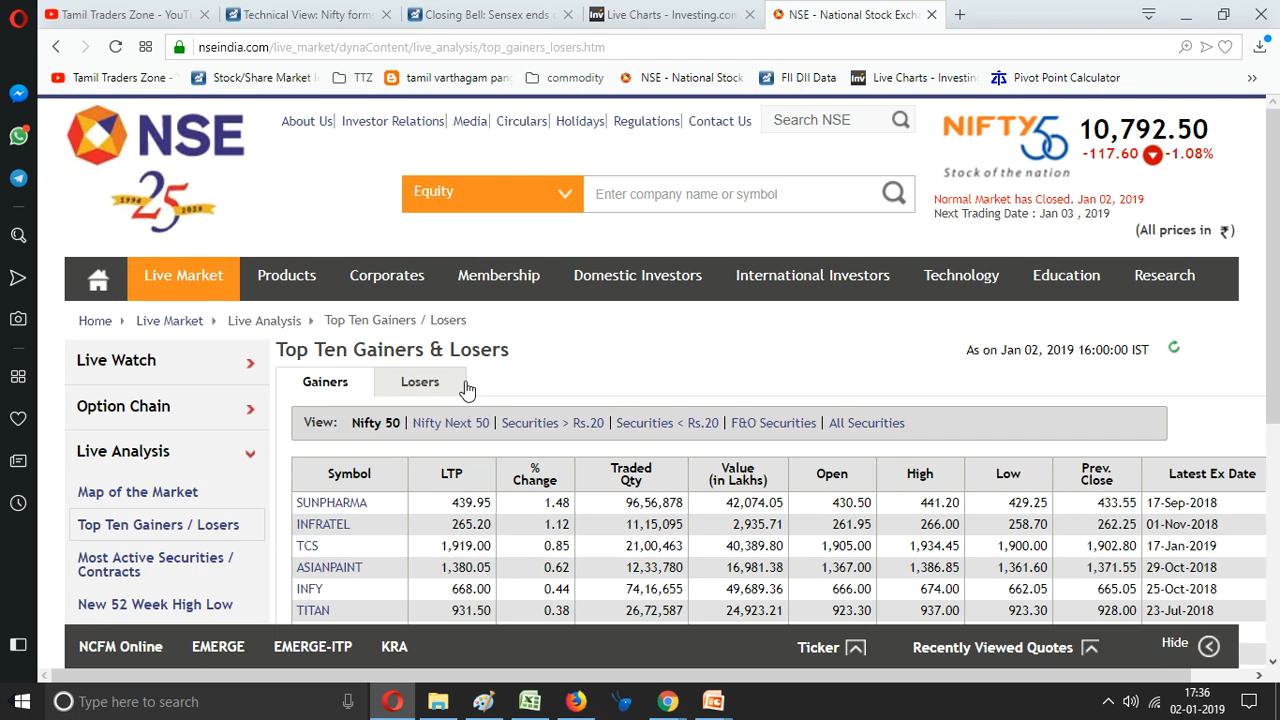 Tamil Traders Zone - YouT
Technical View: Nifty form
Closing Bell: Sensex ends
Live Charts - Investing.com
NSE - National Stock Exch
nseindia.com/live_market/dynaContent/live_analysis/top_gainers_losers.htm
Tamil Traders Zone -
Stock/Share Market
TTZ
tamil varthagam pan
commodity
NSE - National Stock
FII DII Data
Live Charts - Investin
Pivot Point Calculator
NSE
1994 25 2019
About Us| Investor Relations| Media| Circulars| Holidays| Regulations| Contact Us
Search NSE
Equity
Enter company name or symbol
NIFTY50
Stock of the nation
10,792.50
-117.60 -1.08%
Normal Market has Closed. Jan 02, 2019
Next Trading Date : Jan 03 , 2019
(All prices in ₹)
Live Market Products Corporates Membership Domestic Investors International Investors Technology Education Research
Home Live Market Live Analysis Top Ten Gainers / Losers
Live Watch
Option Chain
Live Analysis
Map of the Market
Top Ten Gainers / Losers
Most Active Securities /
Contracts
New 52 Week High Low
Top Ten Gainers & Losers
As on Jan 02, 2019 16:00:00 IST
Gainers Losers
View: Nifty 50 | Nifty Next 50 | Securities > Rs.20 | Securities < Rs.20 | F&O Securities | All Securities
Symbol LTP % Change Traded Qty Value (in Lakhs) Open High Low Prev. Close Latest Ex Date
SUNPHARMA 439.95 1.48 96,56,878 42,074.05 430.50 441.20 429.25 433.55 17-Sep-2018
INFRATEL 265.20 1.12 11,15,095 2,935.71 261.95 266.00 258.70 262.25 01-Nov-2018
TCS 1,919.00 0.85 21,00,463 40,389.80 1,905.00 1,934.45 1,900.00 1,902.80 17-Jan-2019
ASIANPAINT 1,380.05 0.62 12,33,780 16,981.38 1,367.00 1,386.85 1,361.60 1,371.55 29-Oct-2018
INFY 668.00 0.44 74,16,655 49,689.36 666.00 674.00 662.05 665.05 25-Oct-2018
TITAN 931.50 0.38 26,72,587 24,923.21 923.30 937.00 923.30 928.00 23-Jul-2018
NCFM Online EMERGE EMERGE-ITP KRA Ticker Recently Viewed Quotes Hide
Type here to search
17:36
02-01-2019